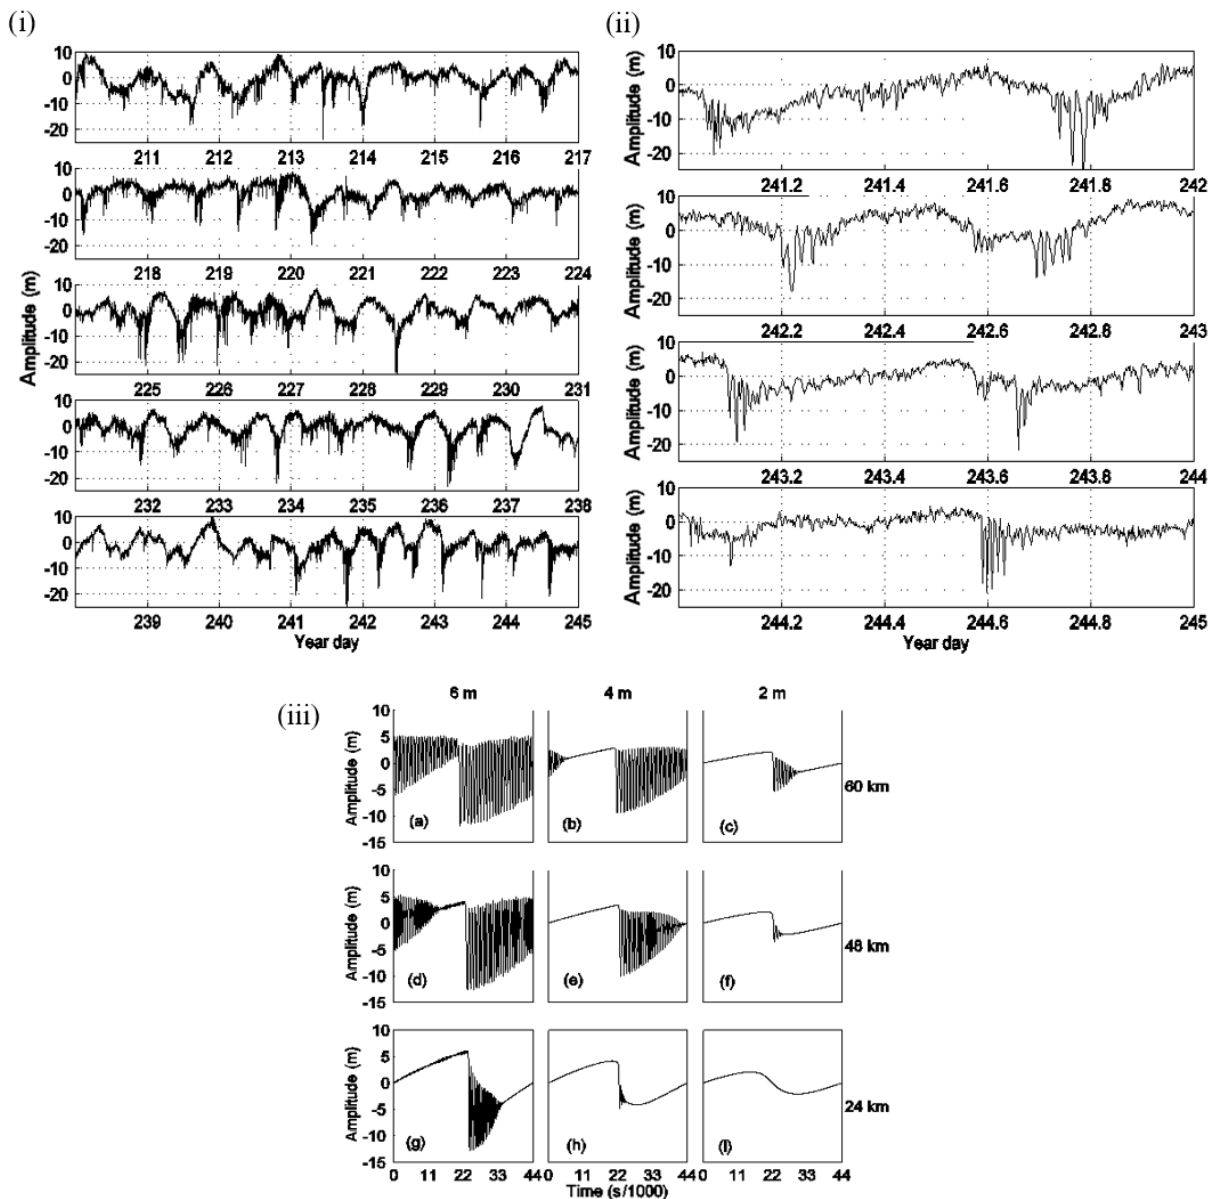 (i)
Amplitude (m)
10
0
-10
-20
211 212 213 214 215 216 217
10
0
-10
-20
218 219 220 221 222 223 224
10
0
-10
-20
225 226 227 228 229 230 231
10
0
-10
-20
232 233 234 235 236 237 238
10
0
-10
-20
239 240 241 242 243 244 245
Year day
(ii)
Amplitude (m)
10
0
-10
-20
241.2 241.4 241.6 241.8 242
Amplitude (m)
10
0
-10
-20
242.2 242.4 242.6 242.8 243
Amplitude (m)
10
0
-10
-20
243.2 243.4 243.6 243.8 244
Amplitude (m)
10
0
-10
-20
244.2 244.4 244.6 244.8 245
Year day
(iii)
6 m 4 m 2 m
Amplitude (m)
10
5
0
-5
-10
-15
(a) (b) (c)
60 km
Amplitude (m)
10
5
0
-5
-10
-15
(d) (e) (f)
48 km
Amplitude (m)
10
5
0
-5
-10
-15
(g) (h) (I)
24 km
0 11 22 33 44 0 11 22 33 44 0 11 22 33 44
Time (s/1000)